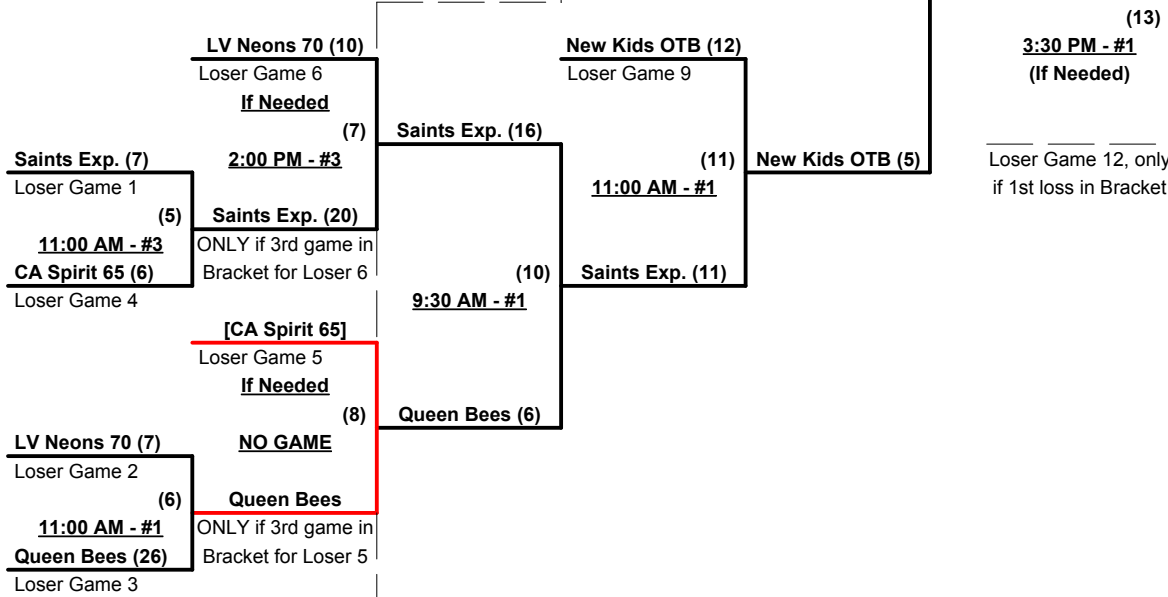 (13)
LV Neons 70 (10)
New Kids OTB (12)
3:30 PM - #1
Loser Game 6
Loser Game 9
(If Needed)
If Needed
(7)
Saints Exp. (16)
Saints Exp. (7)
2:00 PM - #3
(11)
New Kids OTB (5)
Loser Game 12, only
Loser Game 1
11:00 AM - #1
if 1st loss in Bracket
(5)
Saints Exp. (20)
11:00 AM - #3
ONLY if 3rd game in
CA Spirit 65 (6)
Bracket for Loser 6
(10)
Saints Exp. (11)
Loser Game 4
9:30 AM - #1
[CA Spirit 65]
Loser Game 5
If Needed
(8)
Queen Bees (6)
LV Neons 70 (7)
NO GAME
Loser Game 2
(6)
Queen Bees
11:00 AM - #1
ONLY if 3rd game in
Queen Bees (26)
Bracket for Loser 5
Loser Game 3